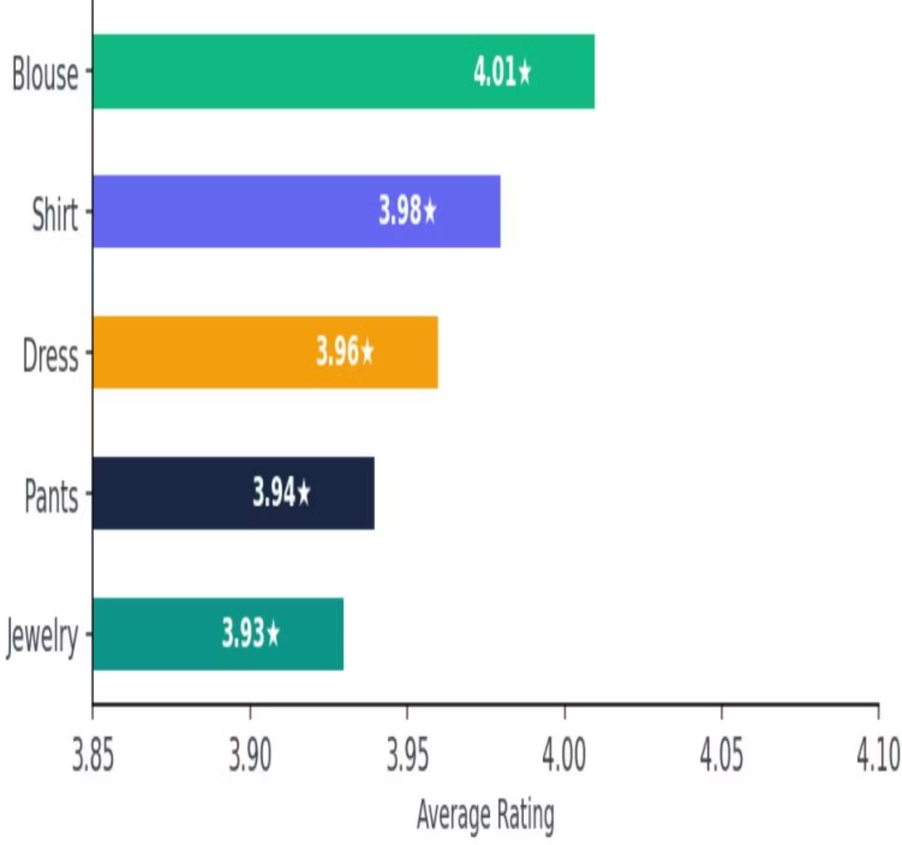 Blouse 4.01★
Shirt 3.98★
Dress 3.96★
Pants 3.94★
Jewelry 3.93★
3.85 3.90 3.95 4.00 4.05 4.10
Average Rating